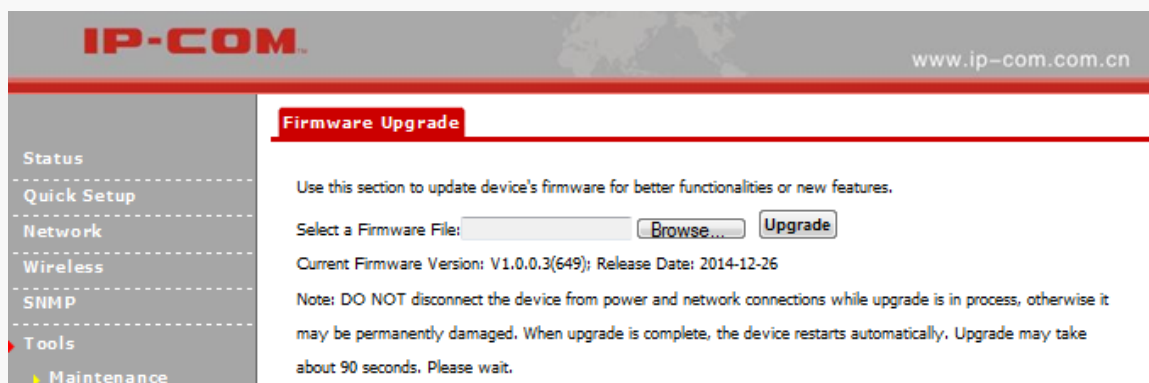 IP-COM
www.ip-com.com.cn
Firmware Upgrade
Status
Quick Setup
Network
Wireless
SNMP
Tools
Maintenance
Use this section to update device's firmware for better functionalities or new features.
Select a Firmware File: Browse... Upgrade
Current Firmware Version: V1.0.0.3(649); Release Date: 2014-12-26
Note: DO NOT disconnect the device from power and network connections while upgrade is in process, otherwise it
may be permanently damaged. When upgrade is complete, the device restarts automatically. Upgrade may take
about 90 seconds. Please wait.